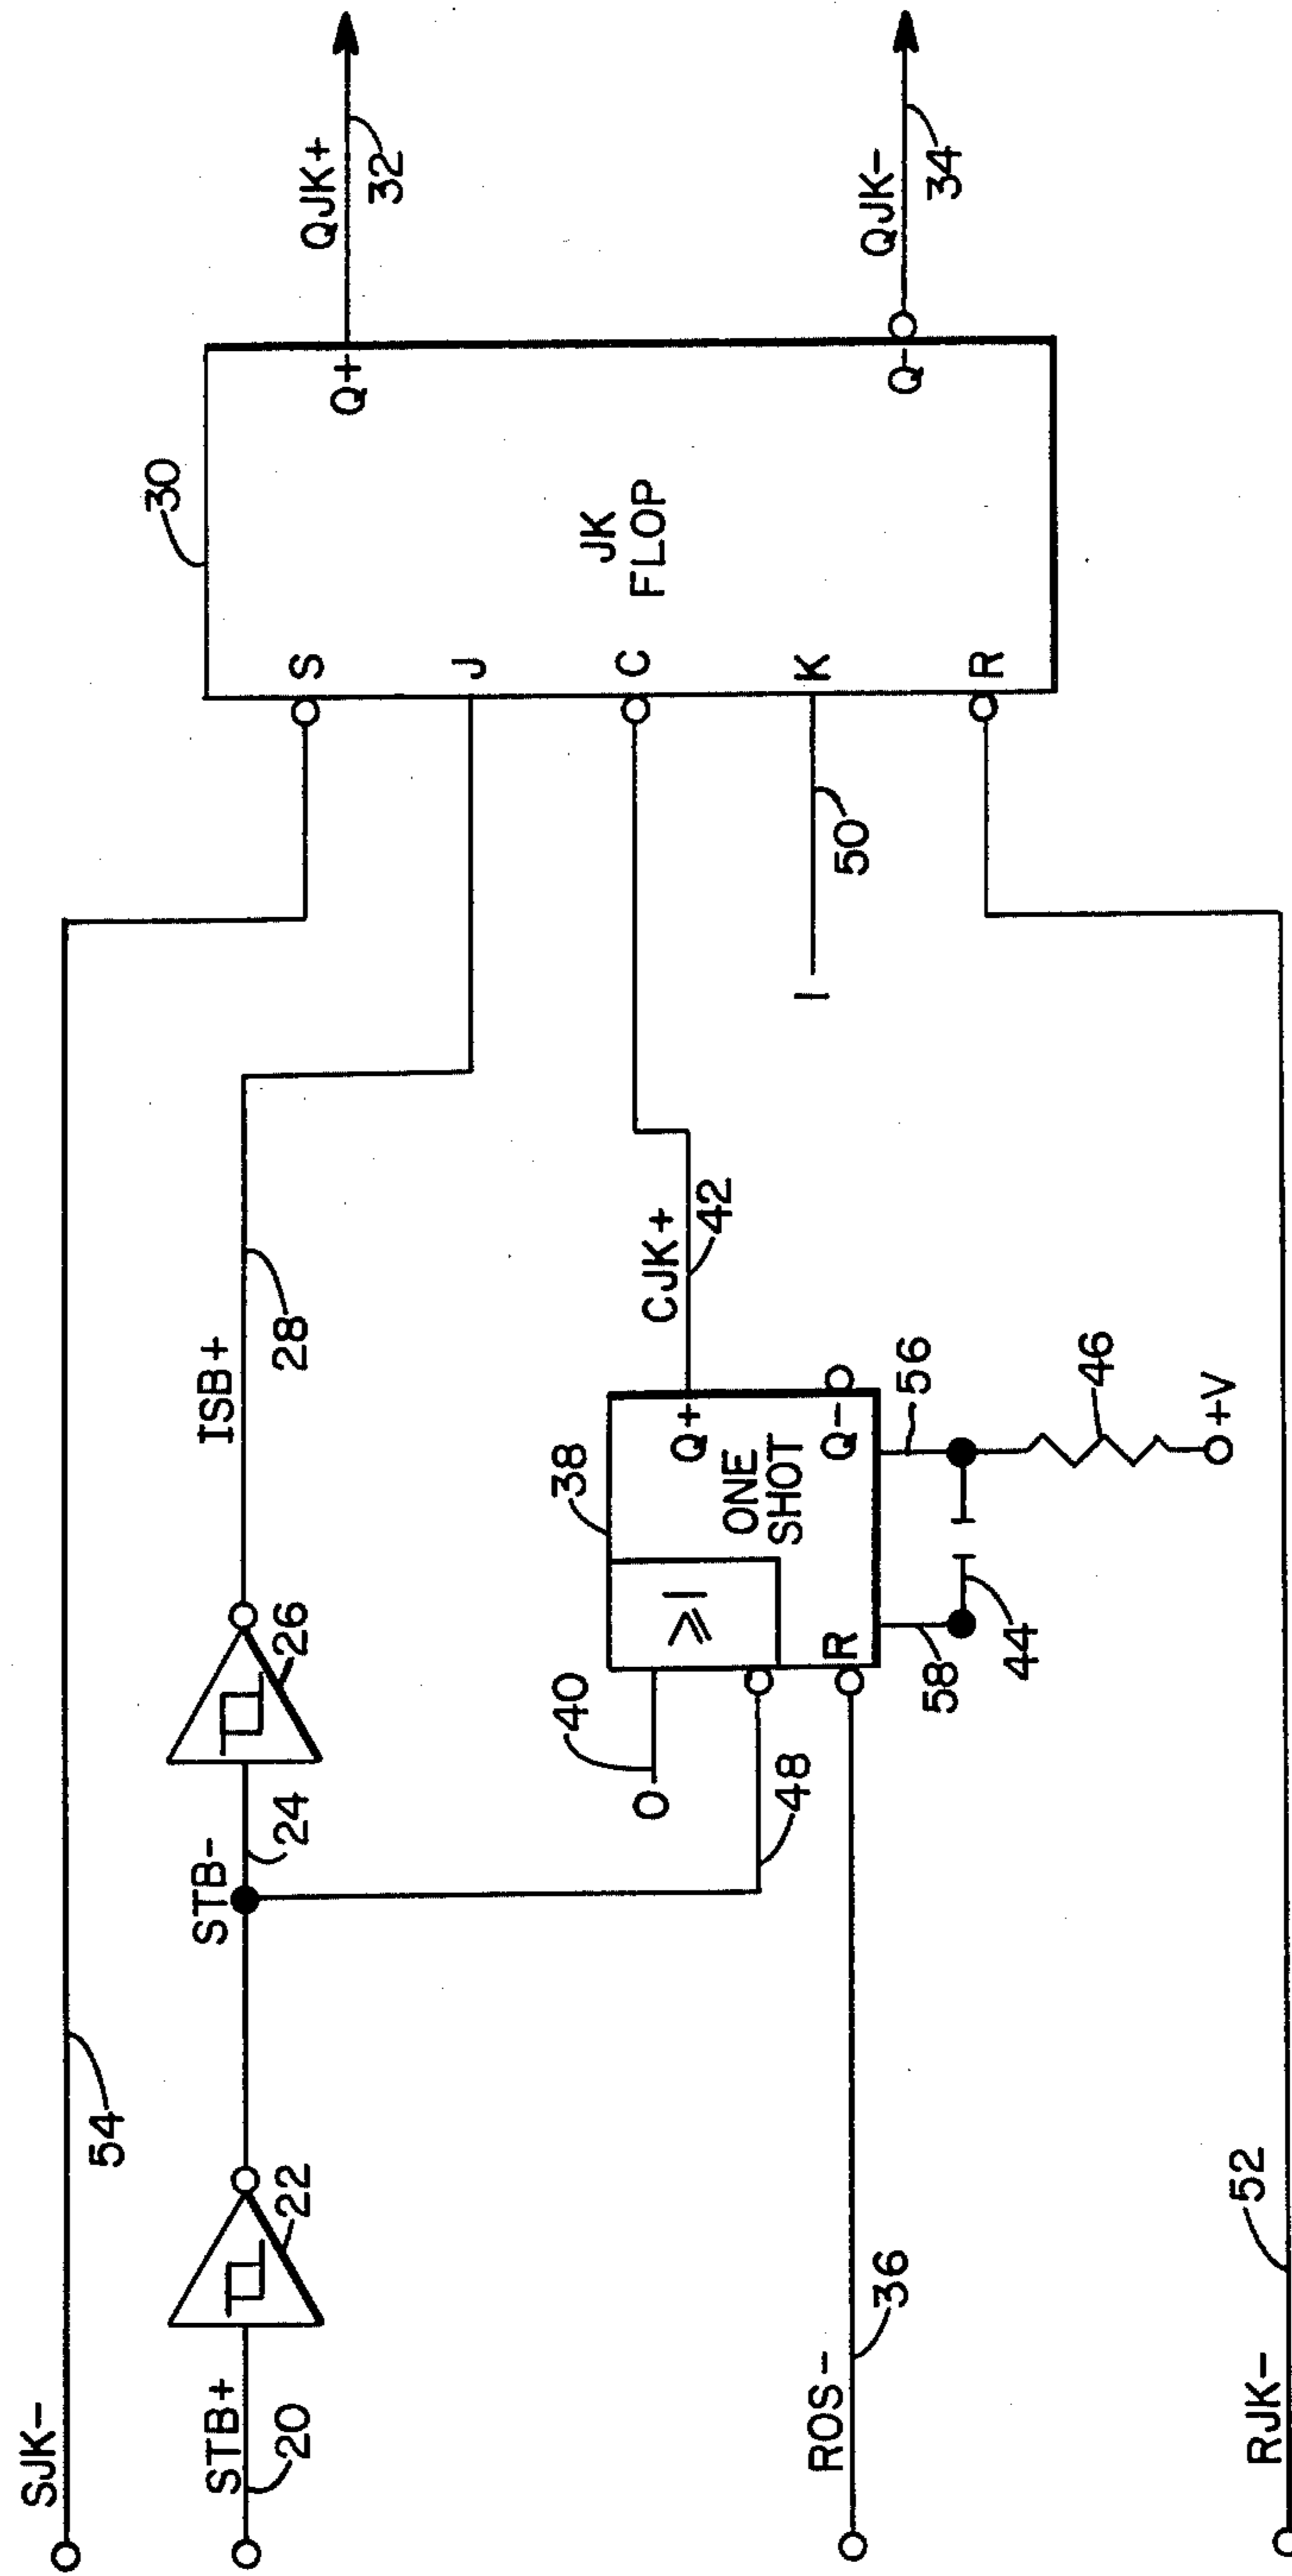 SJK-
54
STB+
20
22
STB-
24
26
ISB+
28
ROS-
36
O
40
48
≥1
R
ONE
SHOT
Q+
Q-
38
58
44
56
46
+V
CJK+
42
1
50
RJK-
52
S
J
C
K
R
JK
FLOP
30
Q+
Q-
QJK+
32
QJK-
34